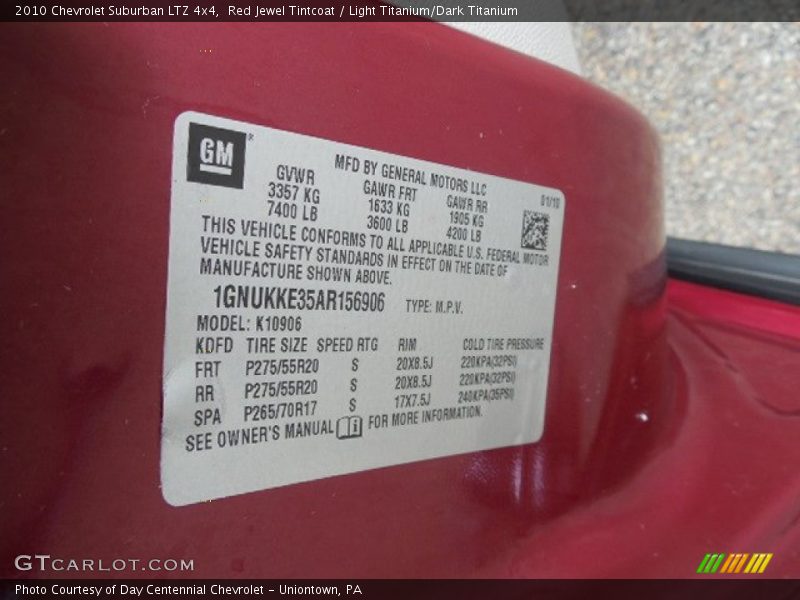 2010 Chevrolet Suburban LTZ 4x4, Red Jewel Tintcoat / Light Titanium/Dark Titanium
GM®
MFD BY GENERAL MOTORS LLC
01/10
GVWR GAWR FRT GAWR RR
3357 KG 1633 KG 1905 KG
7400 LB 3600 LB 4200 LB
THIS VEHICLE CONFORMS TO ALL APPLICABLE U.S. FEDERAL MOTOR
VEHICLE SAFETY STANDARDS IN EFFECT ON THE DATE OF
MANUFACTURE SHOWN ABOVE.
1GNUKKE35AR156906 TYPE: M.P.V.
MODEL: K10906
KDFD TIRE SIZE SPEED RTG RIM COLD TIRE PRESSURE
FRT P275/55R20 S 20X8.5J 220KPA(32PSI)
RR P275/55R20 S 20X8.5J 220KPA(32PSI)
SPA P265/70R17 S 17X7.5J 240KPA(35PSI)
SEE OWNER'S MANUAL i FOR MORE INFORMATION.
GTCARLOT.COM
Photo Courtesy of Day Centennial Chevrolet - Uniontown, PA